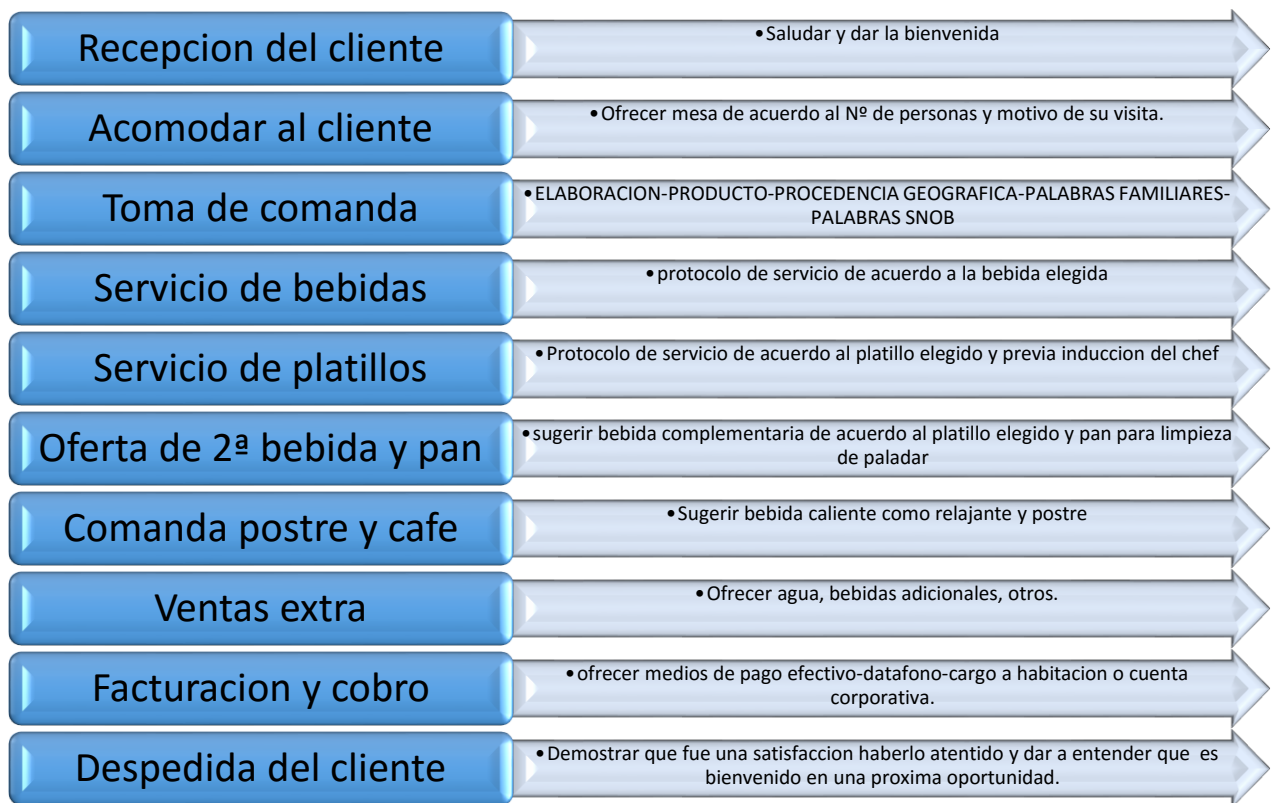 Recepcion del cliente
•Saludar y dar la bienvenida
Acomodar al cliente
•Ofrecer mesa de acuerdo al Nº de personas y motivo de su visita.
Toma de comanda
•ELABORACION-PRODUCTO-PROCEDENCIA GEOGRAFICA-PALABRAS FAMILIARES-
PALABRAS SNOB
Servicio de bebidas
•protocolo de servicio de acuerdo a la bebida elegida
Servicio de platillos
•Protocolo de servicio de acuerdo al platillo elegido y previa induccion del chef
Oferta de 2ª bebida y pan
•sugerir bebida complementaria de acuerdo al platillo elegido y pan para limpieza
de paladar
Comanda postre y cafe
•Sugerir bebida caliente como relajante y postre
Ventas extra
•Ofrecer agua, bebidas adicionales, otros.
Facturacion y cobro
•ofrecer medios de pago efectivo-datafono-cargo a habitacion o cuenta
corporativa.
Despedida del cliente
•Demostrar que fue una satisfaccion haberlo atentido y dar a entender que es
bienvenido en una proxima oportunidad.